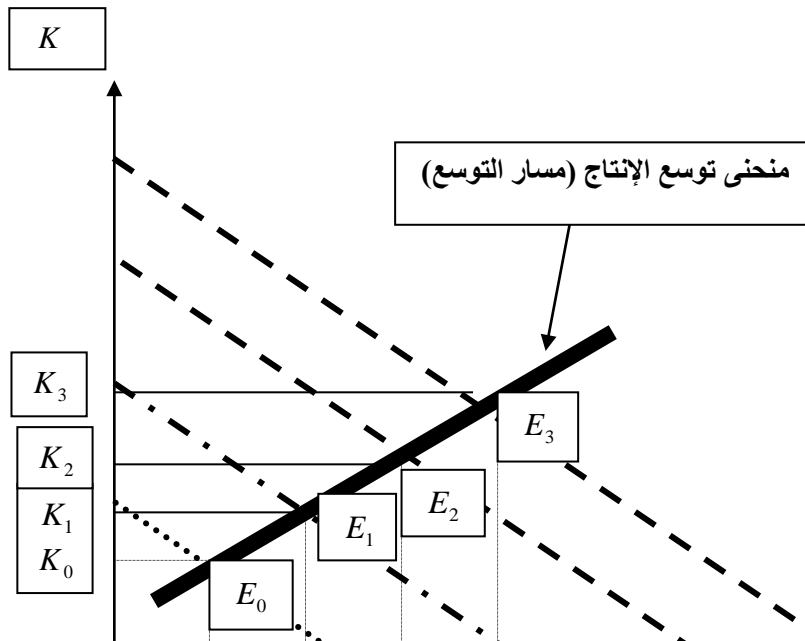 K
منحنى توسع الإنتاج (مسار التوسع)
K₃
E₃
K₂
E₂
K₁
E₁
K₀
E₀